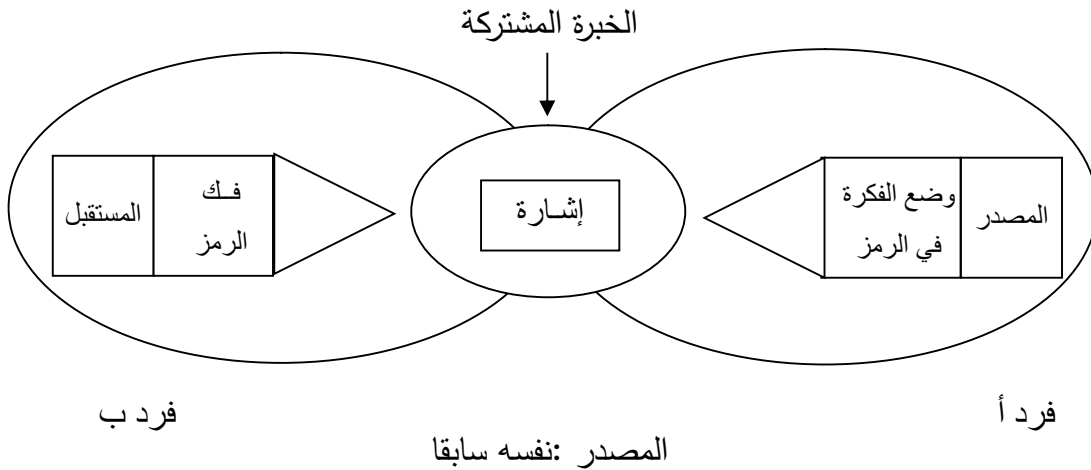 الخبرة المشتركة
المصدر
وضع الفكرة
في الرمز
إشـارة
فـك
الرمز
المستقبل
فرد أ
فرد ب
المصدر :نفسه سابقا